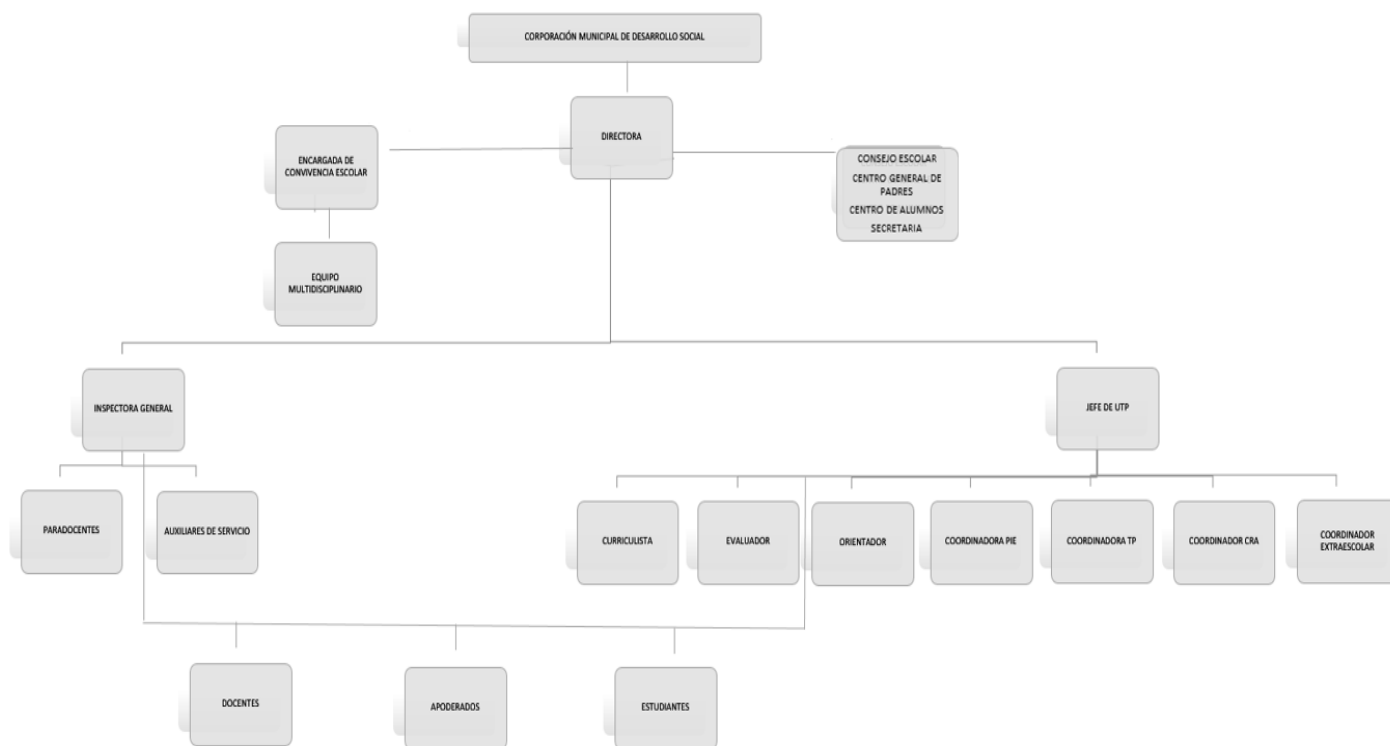 CORPORACIÓN MUNICIPAL DE DESARROLLO SOCIAL
DIRECTORA
ENCARGADA DE
CONVIVENCIA ESCOLAR
CONSEJO ESCOLAR
CENTRO GENERAL DE
PADRES
CENTRO DE ALUMNOS
SECRETARIA
EQUIPO
MULTIDISCIPLINARIO
INSPECTORA GENERAL
JEFE DE UTP
PARADOCENTES
AUXILIARES DE SERVICIO
CURRICULISTA
EVALUADOR
ORIENTADOR
COORDINADORA PIE
COORDINADORA TP
COORDINADOR CRA
COORDINADOR
EXTRAESCOLAR
DOCENTES
APODERADOS
ESTUDIANTES